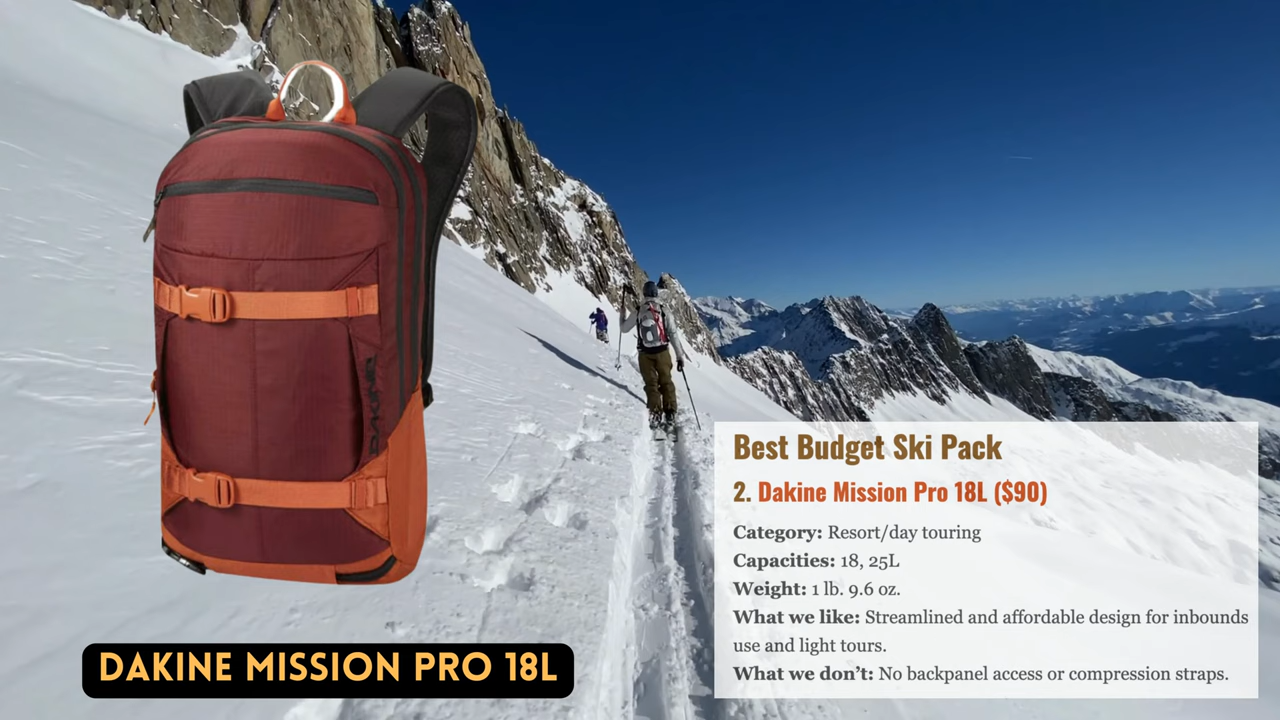 DAKINE
Best Budget Ski Pack
2. Dakine Mission Pro 18L ($90)
Category: Resort/day touring
Capacities: 18, 25L
Weight: 1 lb. 9.6 oz.
What we like: Streamlined and affordable design for inbounds
use and light tours.
What we don’t: No backpanel access or compression straps.
DAKINE MISSION PRO 18L